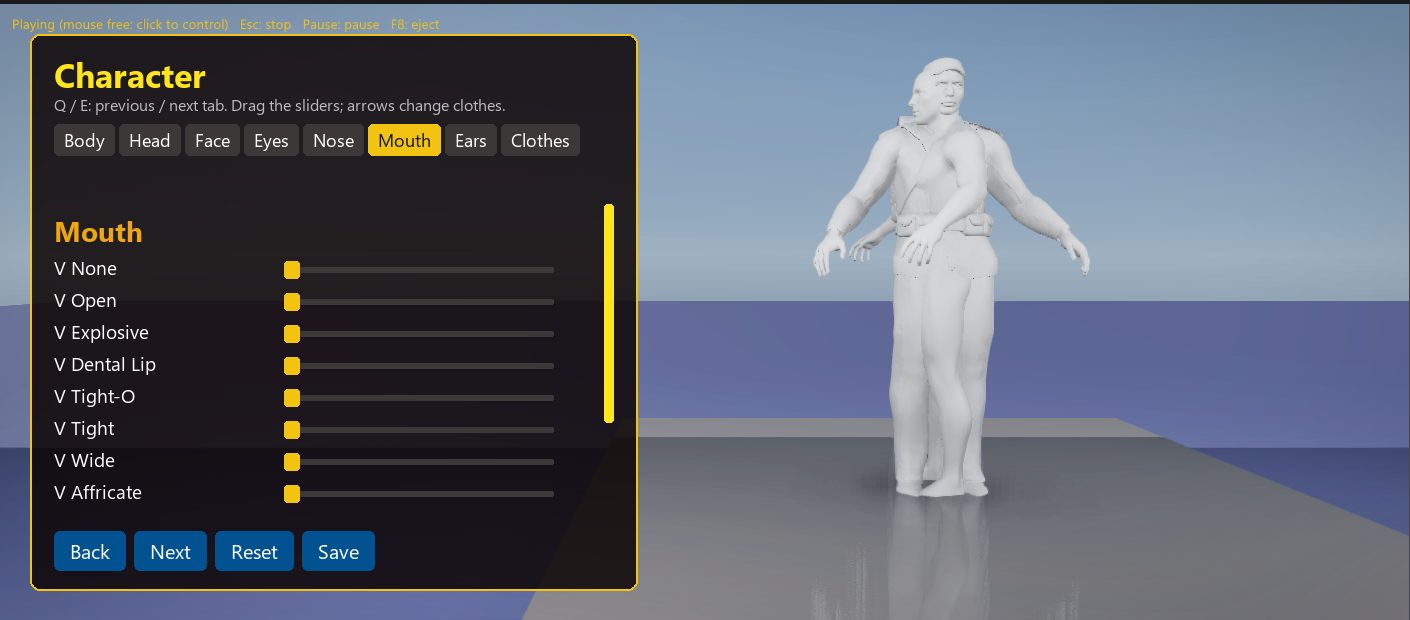 Playing (mouse free: click to control)   Esc: stop   Pause: pause   F8: eject
Character
Q / E: previous / next tab. Drag the sliders; arrows change clothes.
Body Head Face Eyes Nose Mouth Ears Clothes
Mouth
V None
V Open
V Explosive
V Dental Lip
V Tight-O
V Tight
V Wide
V Affricate
Back Next Reset Save